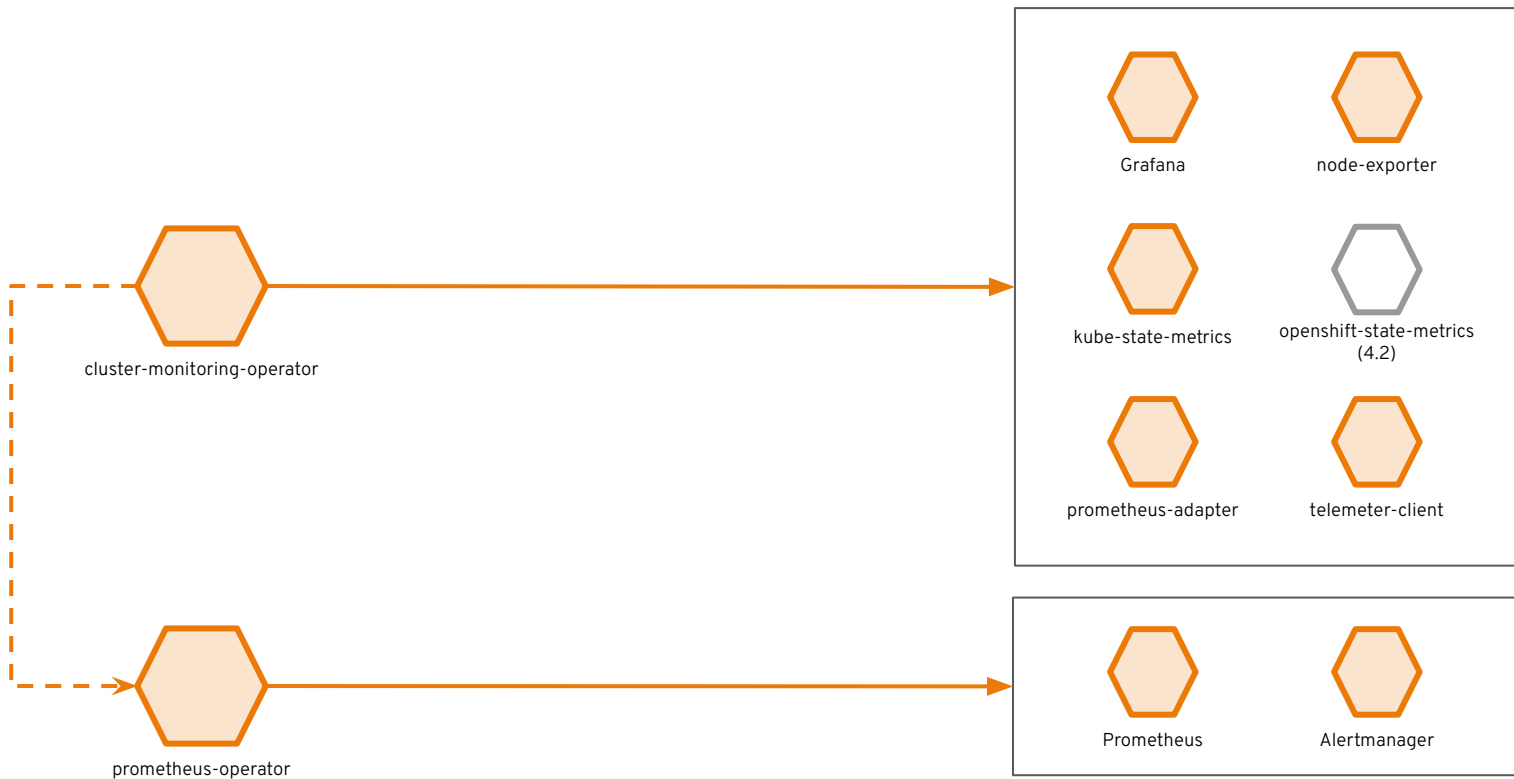 Grafana
node-exporter
kube-state-metrics
openshift-state-metrics
(4.2)
cluster-monitoring-operator
prometheus-adapter
telemeter-client
Prometheus
Alertmanager
prometheus-operator